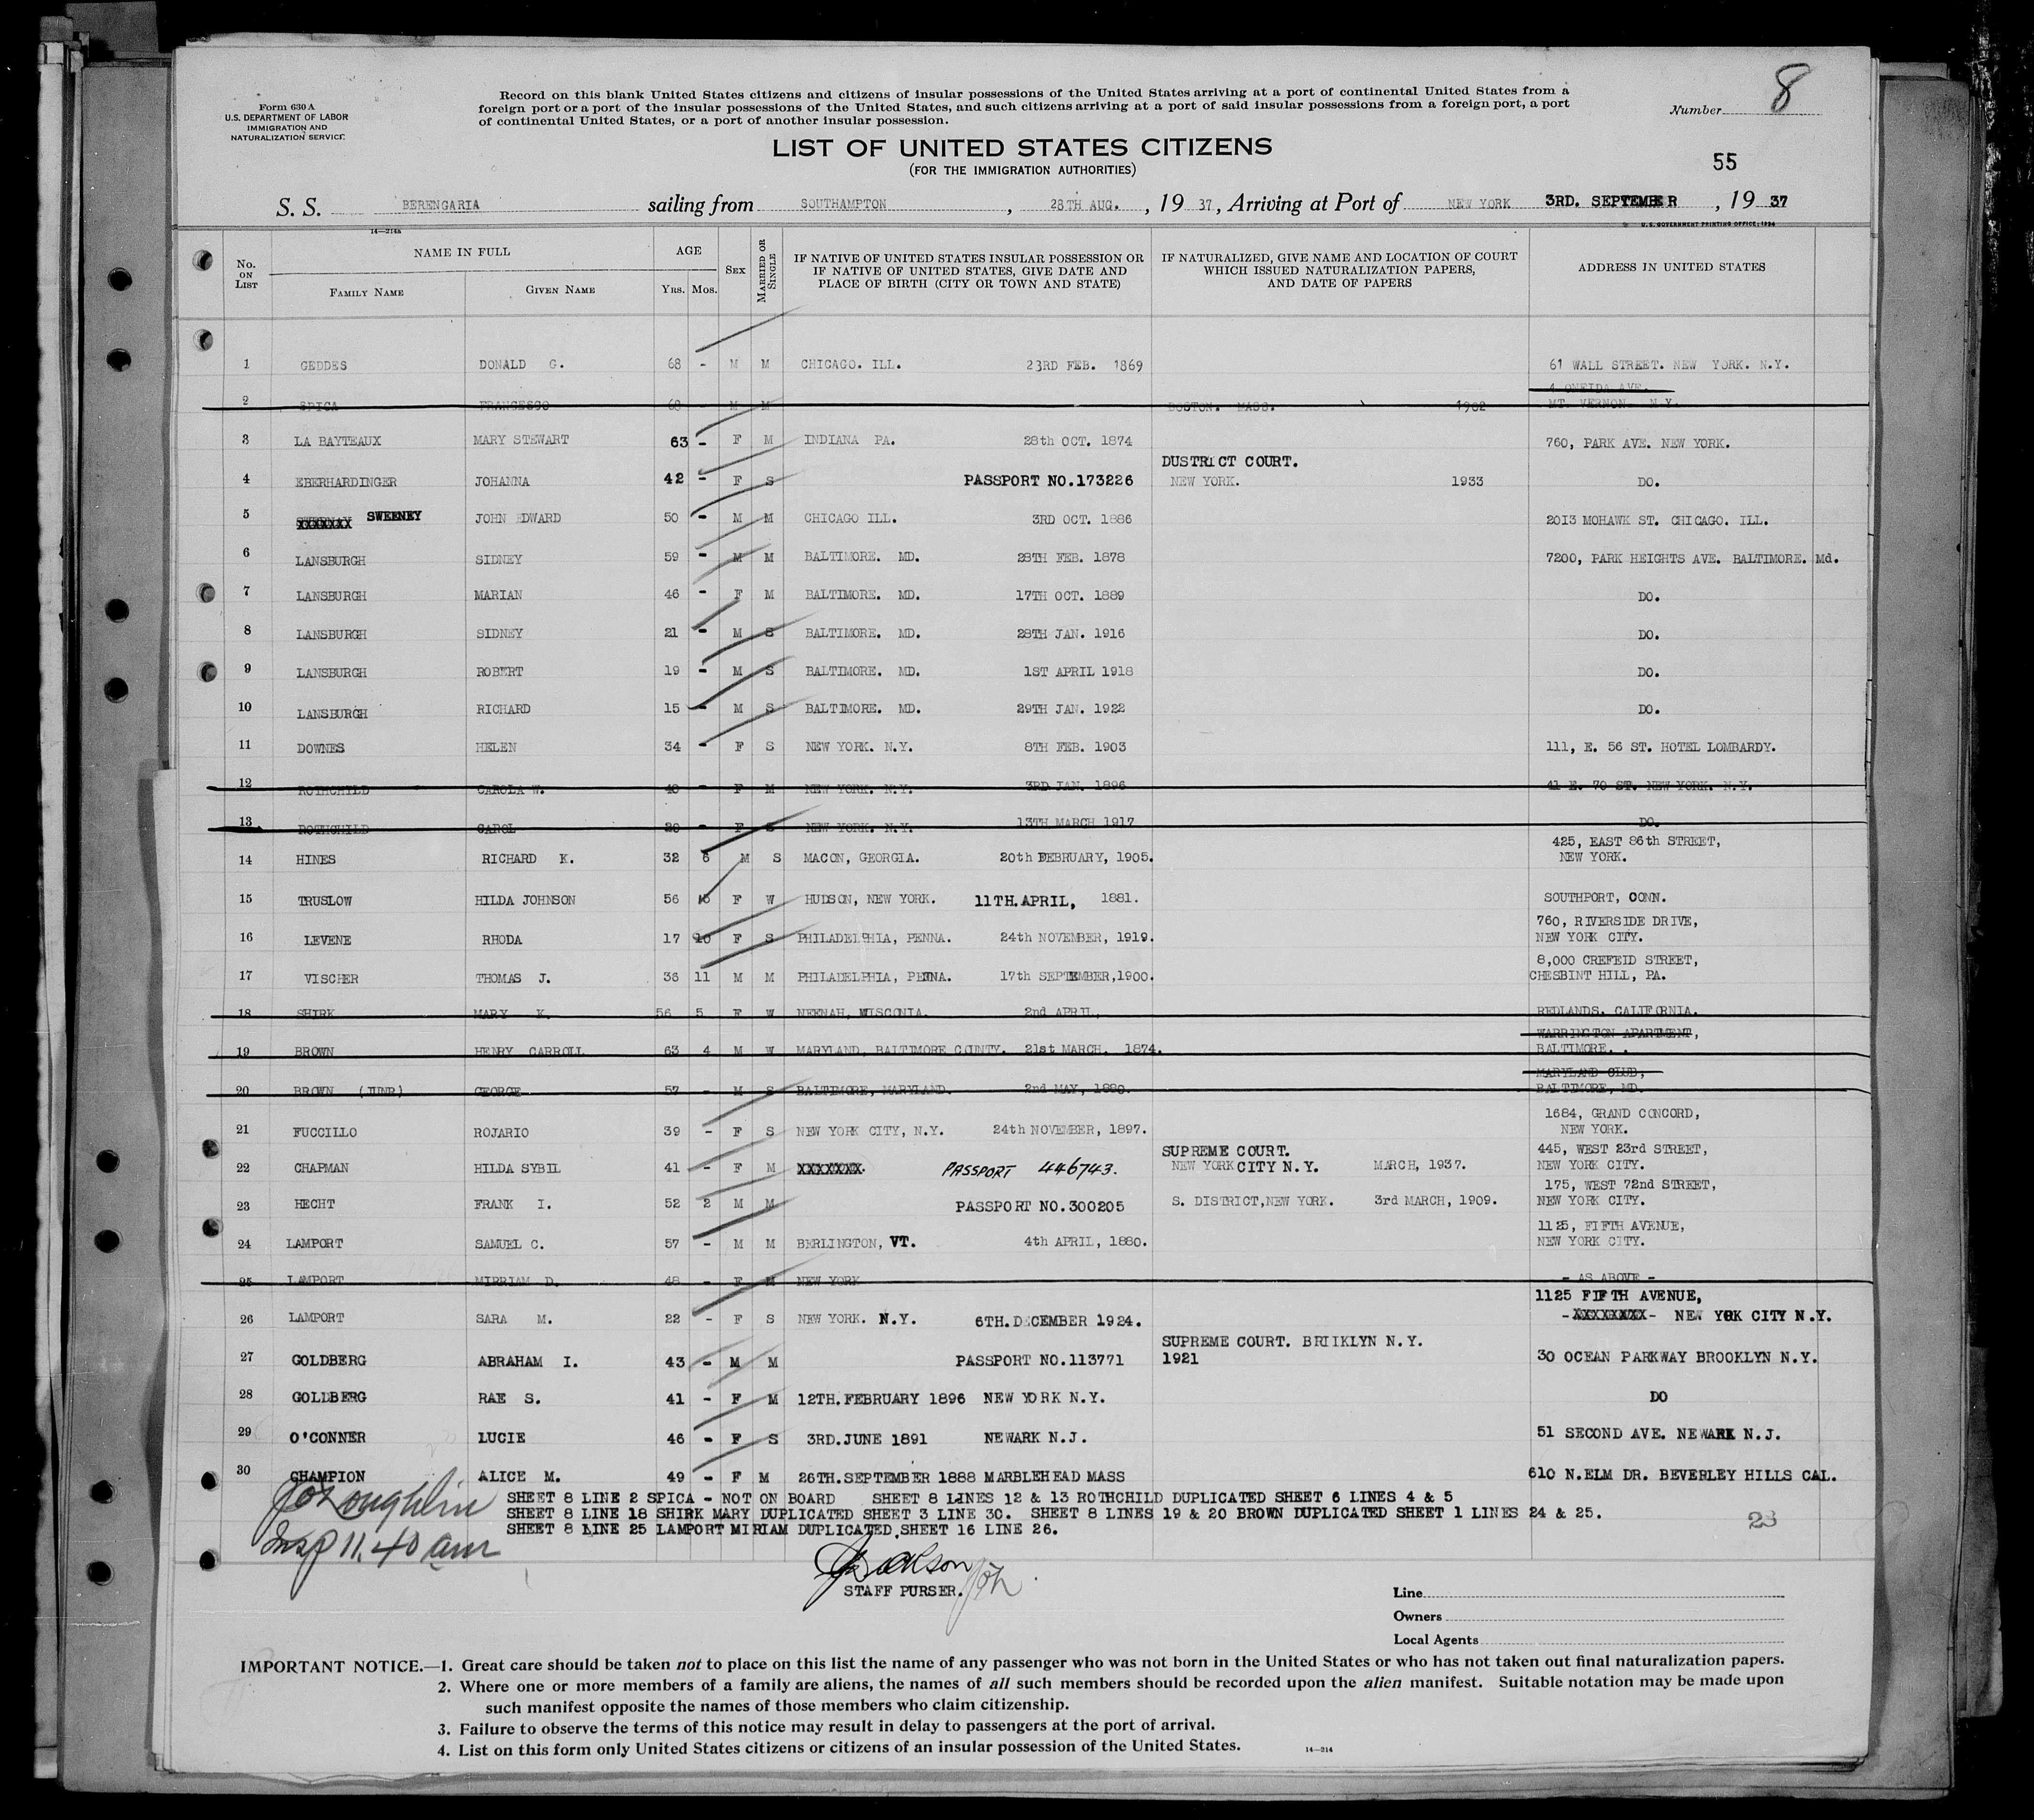 8
Form 630 A
U.S. DEPARTMENT OF LABOR
IMMIGRATION AND
NATURALIZATION SERVICE
Record on this blank United States citizens and citizens of insular possessions of the United States arriving at a port of continental United States from a
foreign port or a port of the insular possessions of the United States, and such citizens arriving at a port of said insular possessions from a foreign port, a port
of continental United States, or a port of another insular possession.
Number
LIST OF UNITED STATES CITIZENS
(FOR THE IMMIGRATION AUTHORITIES)
55
S. S. BERENGARIA sailing from SOUTHAMPTON, 28TH AUG., 19 37, Arriving at Port of NEW YORK 3RD. SEPTEMBER, 19 37
14—214a
U.S. GOVERNMENT PRINTING OFFICE: 1934
No. ON LIST NAME IN FULL FAMILY NAME GIVEN NAME AGE YRS. MOS. SEX MARRIED OR SINGLE IF NATIVE OF UNITED STATES INSULAR POSSESSION OR IF NATIVE OF UNITED STATES, GIVE DATE AND PLACE OF BIRTH (CITY OR TOWN AND STATE) IF NATURALIZED, GIVE NAME AND LOCATION OF COURT WHICH ISSUED NATURALIZATION PAPERS, AND DATE OF PAPERS ADDRESS IN UNITED STATES
1 GEDDES DONALD G. 68 - M M CHICAGO. ILL. 23RD FEB. 1869 61 WALL STREET. NEW YORK. N.Y.
2 SPICA FRANCESCO 68 M M BOSTON. MASS. 1902 4 ONEIDA AVE. MT. VERNON. N.Y.
3 LA BAYTEAUX MARY STEWART 63 - F M INDIANA PA. 28th OCT. 1874 760, PARK AVE. NEW YORK.
4 EBERHARDINGER JOHANNA 42 - F S PASSPORT NO.173226 DUSTRICT COURT. NEW YORK. 1933 DO.
5 XXXXXXX SWEENEY JOHN EDWARD 50 - M M CHICAGO ILL. 3RD OCT. 1886 2013 MOHAWK ST. CHICAGO. ILL.
6 LANSBURGH SIDNEY 59 - M M BALTIMORE. MD. 28TH FEB. 1878 7200, PARK HEIGHTS AVE. BALTIMORE. Md.
7 LANSBURGH MARIAN 46 - F M BALTIMORE. MD. 17TH OCT. 1889 DO.
8 LANSBURGH SIDNEY 21 - M S BALTIMORE. MD. 28TH JAN. 1916 DO.
9 LANSBURGH ROBERT 19 - M S BALTIMORE. MD. 1ST APRIL 1918 DO.
10 LANSBURGH RICHARD 15 - M S BALTIMORE. MD. 29TH JAN. 1922 DO.
11 DOWNES HELEN 34 - F S NEW YORK. N.Y. 8TH FEB. 1903 111, E. 56 ST. HOTEL LOMBARDY.
12 ROTHCHILD CAROLA W. 40 - F M NEW YORK. N.Y. 3RD JAN. 1896 41 E. 70 ST. NEW YORK. N.Y.
13 ROTHCHILD CAROL 20 - F S NEW YORK. N.Y. 13TH MARCH 1917 DO.
14 HINES RICHARD K. 32 6 M S MACON, GEORGIA. 20th FEBRUARY, 1905. 425, EAST 86th STREET, NEW YORK.
15 TRUSLOW HILDA JOHNSON 56 F W HUDSON, NEW YORK. 11TH.APRIL, 1881. SOUTHPORT, CONN.
16 LEVENE RHODA 17 10 F S PHILADELPHIA, PENNA. 24th NOVEMBER, 1919. 760, RIVERSIDE DRIVE, NEW YORK CITY.
17 VISCHER THOMAS J. 36 11 M M PHILADELPHIA, PENNA. 17th SEPTEMBER,1900. 8,000 CREFEID STREET, CHESBINT HILL, PA.
18 SHIRK MARY K. 56 5 F W NEENAH, WISCONIA. 2nd APRIL, REDLANDS. CALIFORNIA.
19 BROWN HENRY CARROLL 63 4 M W MARYLAND, BALTIMORE COUNTY. 21st MARCH. 1874. WARRINGTON APARTMENT, BALTIMORE.
20 BROWN (JUNR) GEORGE 57 - M S BALTIMORE, MARYLAND. 2nd MAY, 1880. MARYLAND CLUB, BALTIMORE, MD.
21 FUCCILLO ROJARIO 39 - F S NEW YORK CITY, N.Y. 24th NOVEMBER, 1897. 1684, GRAND CONCORD, NEW YORK.
22 CHAPMAN HILDA SYBIL 41 - F M XXXXXXX. PASSPORT 446743. SUPREME COURT. NEW YORK CITY N.Y. MARCH, 1937. 445, WEST 23rd STREET, NEW YORK CITY.
23 HECHT FRANK I. 52 2 M M PASSPORT NO.300205 S. DISTRICT,NEW YORK. 3rd MARCH, 1909. 175, WEST 72nd STREET, NEW YORK CITY.
24 LAMPORT SAMUEL C. 57 - M M BERLINGTON, VT. 4th APRIL, 1880. 1125, FIFTH AVENUE, NEW YORK CITY.
25 LAMPORT MIRRIAM D. 48 - F M NEW YORK - AS ABOVE -
26 LAMPORT SARA M. 22 - F S NEW YORK. N.Y. 6TH.DECEMBER 1924. 1125 FIFTH AVENUE, -XXXXXXXX- NEW YORK CITY N.Y.
27 GOLDBERG ABRAHAM I. 43 - M M PASSPORT NO.113771 SUPREME COURT. BRIIKLYN N.Y. 1921 30 OCEAN PARKWAY BROOKLYN N.Y.
28 GOLDBERG RAE S. 41 - F M 12TH.FEBRUARY 1896 NEW YORK N.Y. DO
29 O'CONNER LUCIE 46 - F S 3RD.JUNE 1891 NEWARK N.J. 51 SECOND AVE. NEWARK N.J.
30 CHAMPION ALICE M. 49 - F M 26TH.SEPTEMBER 1888 MARBLEHEAD MASS 610 N.ELM DR. BEVERLEY HILLS CAL.
SHEET 8 LINE 2 SPICA - NOT ON BOARD SHEET 8 LINES 12 & 13 ROTHCHILD DUPLICATED SHEET 6 LINES 4 & 5
SHEET 8 LINE 18 SHIRK MARY DUPLICATED SHEET 3 LINE 30. SHEET 8 LINES 19 & 20 BROWN DUPLICATED SHEET 1 LINES 24 & 25.
SHEET 8 LINE 25 LAMPORT MIRIAM DUPLICATED SHEET 16 LINE 26.
23
Insp 11.40 am
STAFF PURSER.
Line
Owners
Local Agents
IMPORTANT NOTICE.—1. Great care should be taken not to place on this list the name of any passenger who was not born in the United States or who has not taken out final naturalization papers.
2. Where one or more members of a family are aliens, the names of all such members should be recorded upon the alien manifest. Suitable notation may be made upon
such manifest opposite the names of those members who claim citizenship.
3. Failure to observe the terms of this notice may result in delay to passengers at the port of arrival.
4. List on this form only United States citizens or citizens of an insular possession of the United States.
14—214